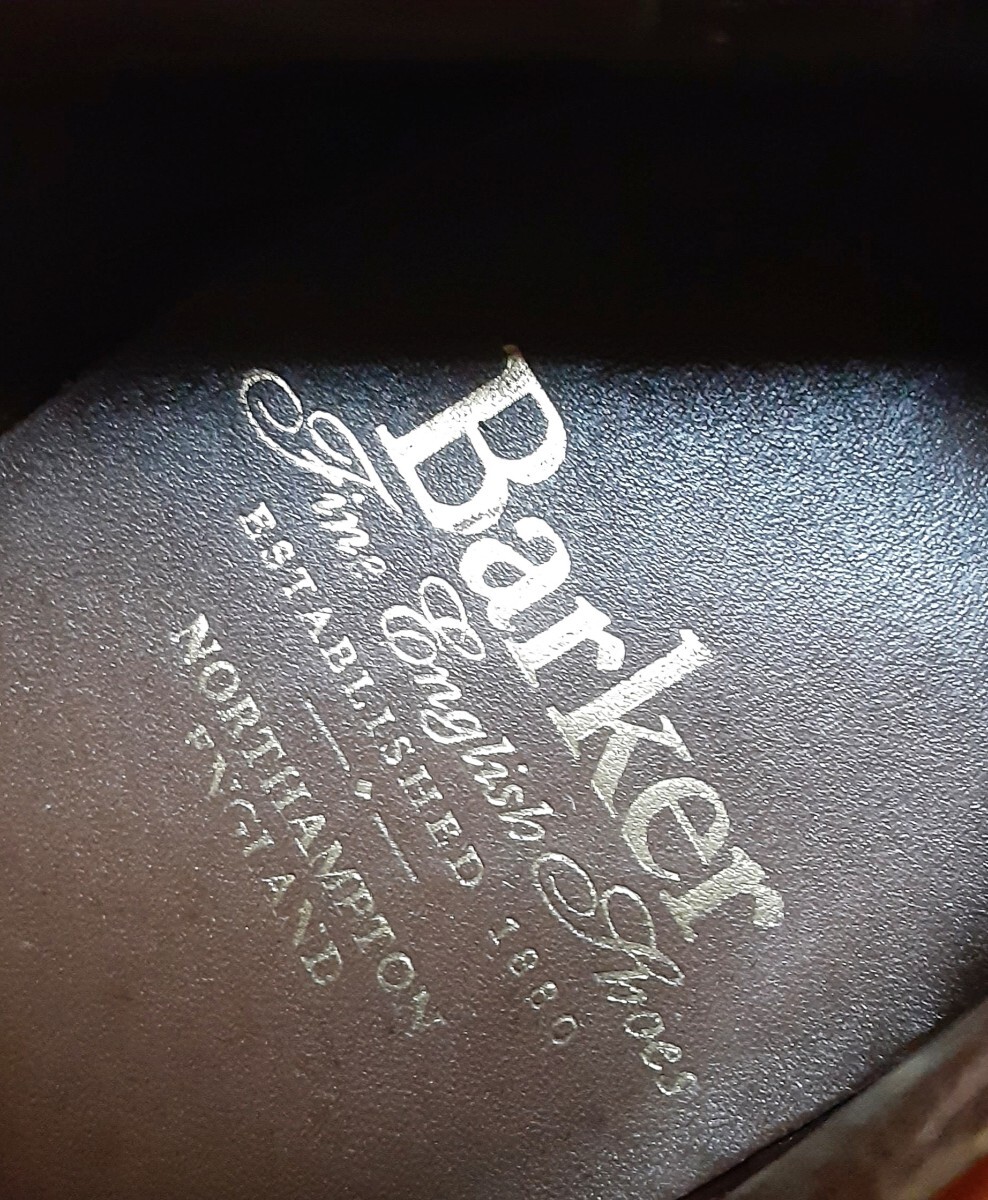 Barker
Fine English Shoes
ESTABLISHED 1880
NORTHAMPTON
ENGLAND